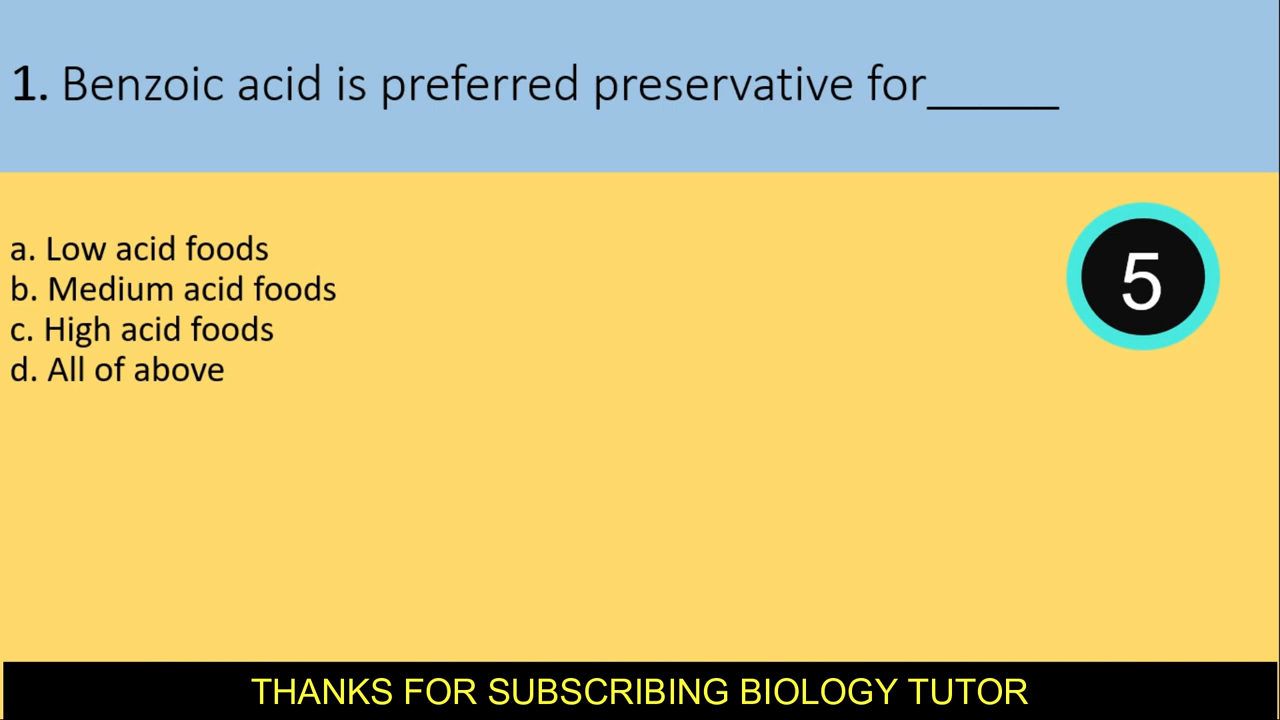 1. Benzoic acid is preferred preservative for_____
a. Low acid foods
b. Medium acid foods
c. High acid foods
d. All of above
5
THANKS FOR SUBSCRIBING BIOLOGY TUTOR